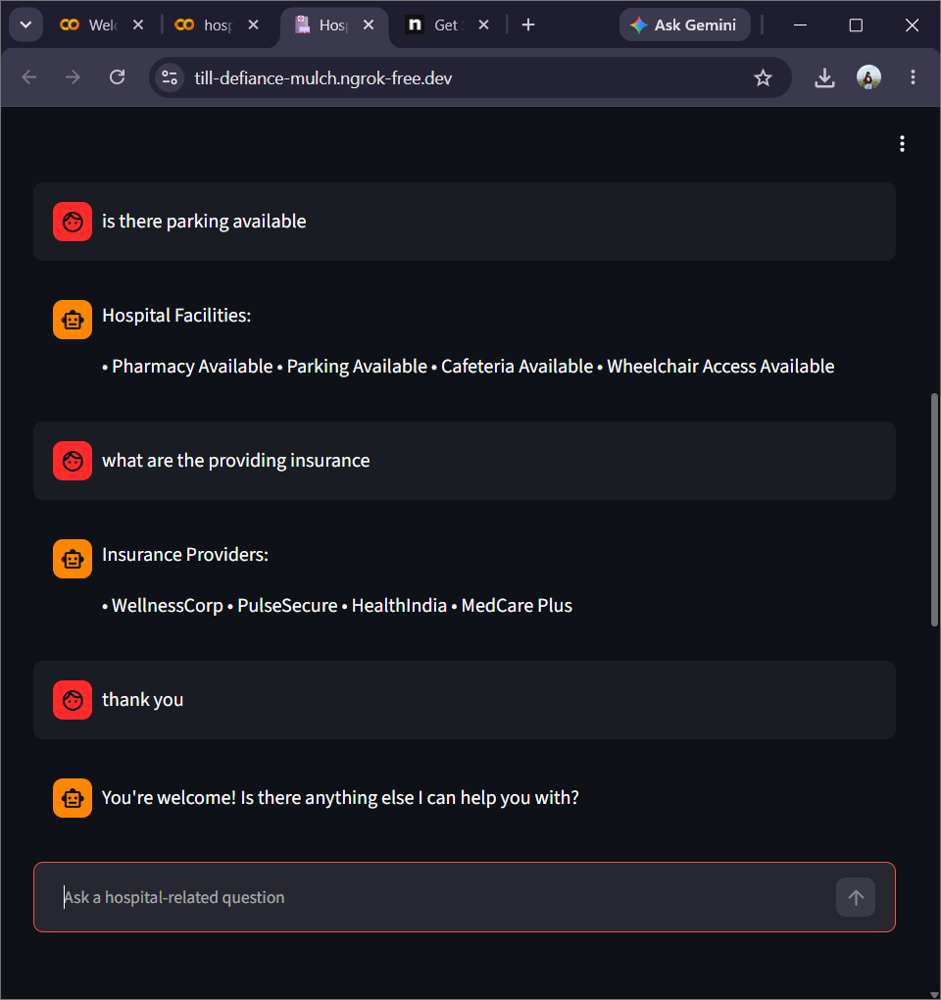 Welc
hosp
Hosp
Get
Ask Gemini
till-defiance-mulch.ngrok-free.dev
is there parking available
Hospital Facilities:
• Pharmacy Available • Parking Available • Cafeteria Available • Wheelchair Access Available
what are the providing insurance
Insurance Providers:
• WellnessCorp • PulseSecure • HealthIndia • MedCare Plus
thank you
You're welcome! Is there anything else I can help you with?
Ask a hospital-related question